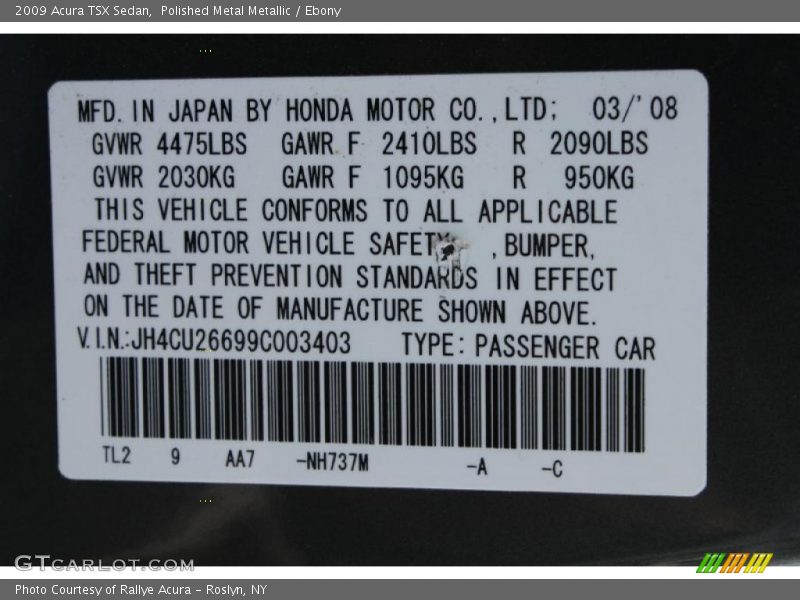 2009 Acura TSX Sedan,  Polished Metal Metallic / Ebony
MFD. IN JAPAN BY HONDA MOTOR CO.,LTD; 03/'08
GVWR 4475LBS GAWR F 2410LBS R 2090LBS
GVWR 2030KG GAWR F 1095KG R 950KG
THIS VEHICLE CONFORMS TO ALL APPLICABLE
FEDERAL MOTOR VEHICLE SAFETY , BUMPER,
AND THEFT PREVENTION STANDARDS IN EFFECT
ON THE DATE OF MANUFACTURE SHOWN ABOVE.
V.I.N.:JH4CU26699C003403 TYPE: PASSENGER CAR
TL2 9 AA7 -NH737M -A -C
GTCARLOT.COM
Photo Courtesy of Rallye Acura - Roslyn, NY